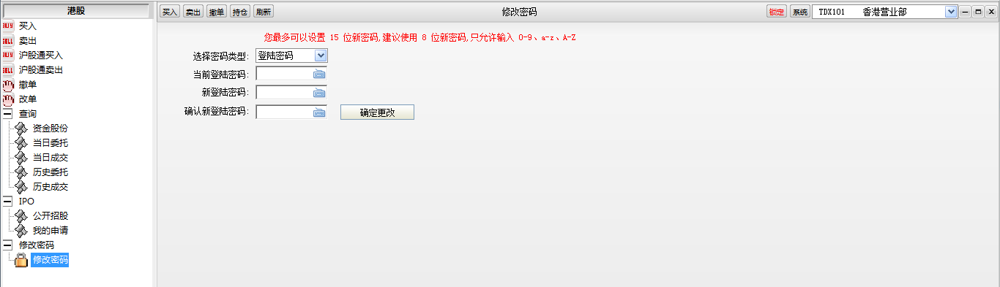 港股
买入 卖出 撤单 持仓 刷新 修改密码 锁定 系统 TDX101 香港营业部
BUY 买入
SELL 卖出
BUY 沪股通买入
SELL 沪股通卖出
撤单
改单
查询
资金股份
当日委托
当日成交
历史委托
历史成交
IPO
公开招股
我的申请
修改密码
修改密码
您最多可以设置 15 位新密码,建议使用 8 位新密码,只允许输入 0-9、a-z、A-Z
选择密码类型: 登陆密码
当前登陆密码:
新登陆密码:
确认新登陆密码: 确定更改